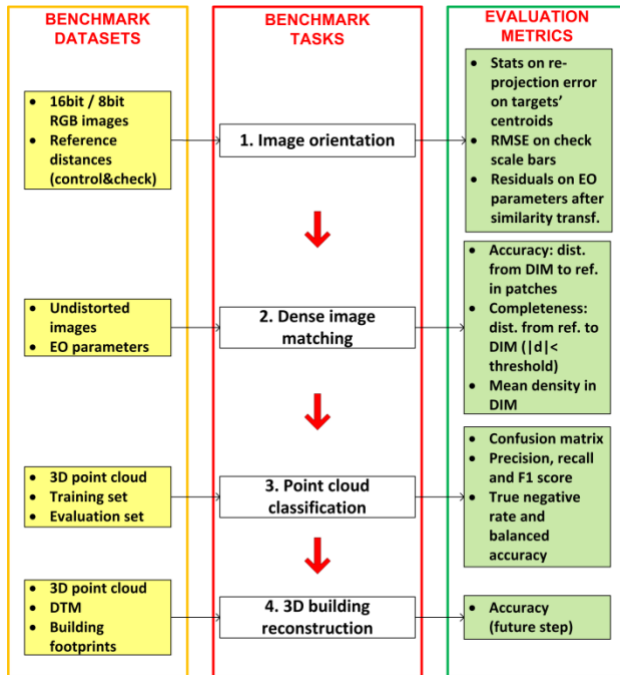 BENCHMARK
DATASETS
BENCHMARK
TASKS
EVALUATION
METRICS
• 16bit / 8bit
RGB images
• Reference
distances
(control&check)
1. Image orientation
• Stats on re-
projection error
on targets'
centroids
• RMSE on check
scale bars
• Residuals on EO
parameters after
similarity transf.
• Undistorted
images
• EO parameters
2. Dense image
matching
• Accuracy: dist.
from DIM to ref.
in patches
• Completeness:
dist. from ref. to
DIM (|d|<
threshold)
• Mean density in
DIM
• 3D point cloud
• Training set
• Evaluation set
3. Point cloud
classification
• Confusion matrix
• Precision, recall
and F1 score
• True negative
rate and
balanced
accuracy
• 3D point cloud
• DTM
• Building
footprints
4. 3D building
reconstruction
• Accuracy
(future step)